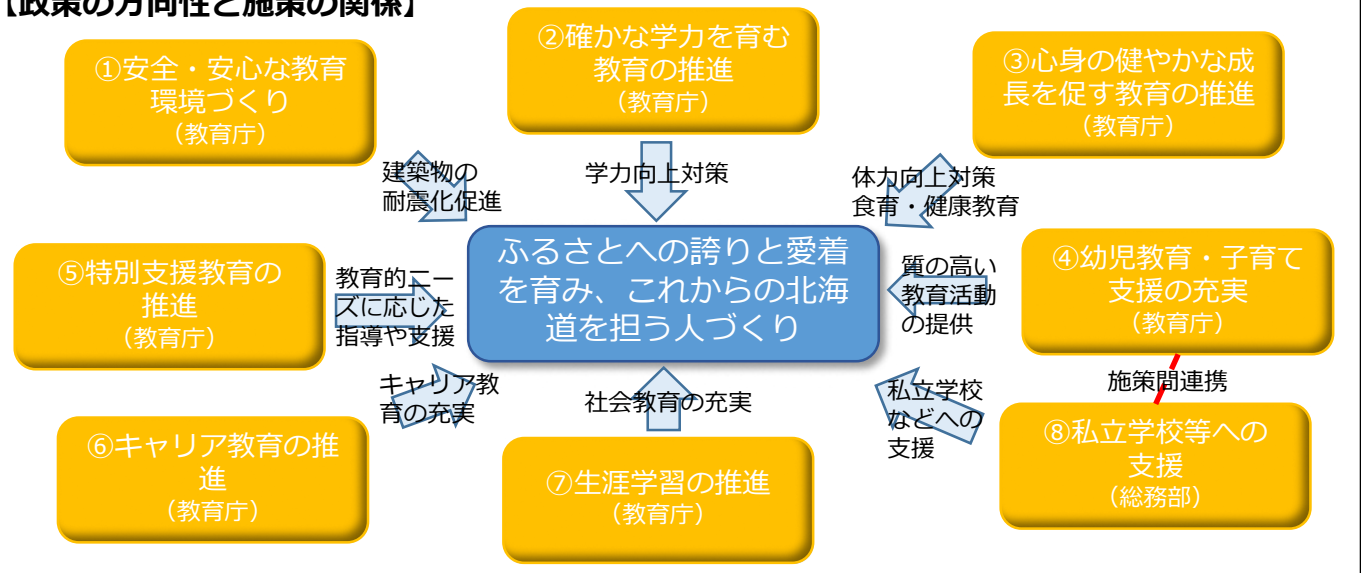 【政策の方向性と施策の関係】
①安全・安心な教育
環境づくり
（教育庁）
②確かな学力を育む
教育の推進
（教育庁）
③心身の健やかな成
長を促す教育の推進
（教育庁）
建築物の
耐震化促進
学力向上対策
体力向上対策
食育・健康教育
⑤特別支援教育の
推進
（教育庁）
教育的ニー
ズに応じた
指導や支援
ふるさとへの誇りと愛着
を育み、これからの北海
道を担う人づくり
質の高い
教育活動
の提供
④幼児教育・子育て
支援の充実
（教育庁）
キャリア教
育の充実
社会教育の充実
私立学校
などへの
支援
施策間連携
⑥キャリア教育の推
進
（教育庁）
⑦生涯学習の推進
（教育庁）
⑧私立学校等への
支援
（総務部）